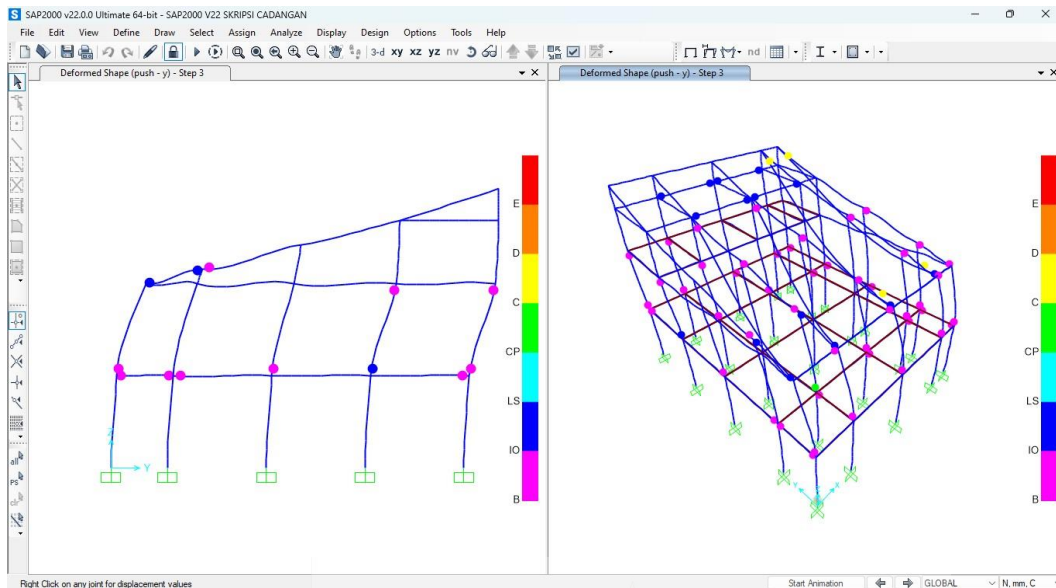 SAP2000 v22.0.0 Ultimate 64-bit - SAP2000 V22 SKRIPSI CADANGAN
File Edit View Define Draw Select Assign Analyze Display Design Options Tools Help
3-d xy xz yz nv nd
Deformed Shape (push - y) - Step 3
Deformed Shape (push - y) - Step 3
E
D
C
CP
LS
IO
B
Z
Y
E
D
C
CP
LS
IO
B
Y
X
all
PS
clr
Right Click on any joint for displacement values
Start Animation
GLOBAL
N, mm, C